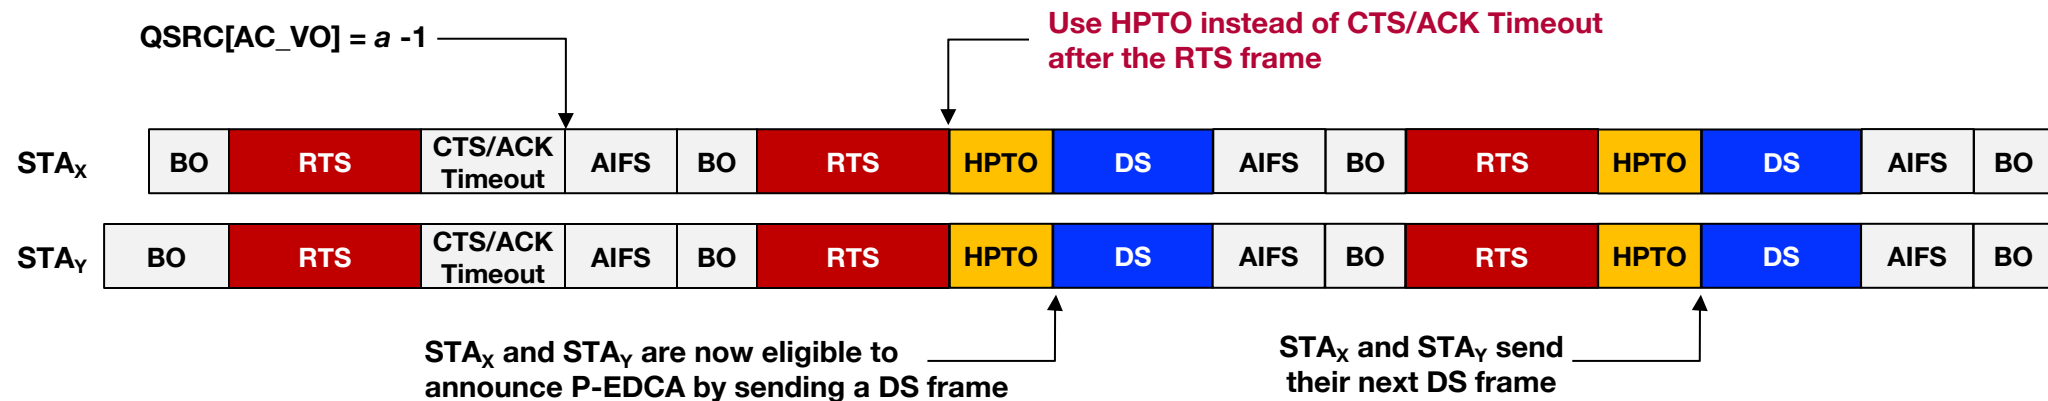 QSRC[AC_VO] = a -1
Use HPTO instead of CTS/ACK Timeout
after the RTS frame
STAX BO RTS CTS/ACK Timeout AIFS BO RTS HPTO DS AIFS BO RTS HPTO DS AIFS BO
STAY BO RTS CTS/ACK Timeout AIFS BO RTS HPTO DS AIFS BO RTS HPTO DS AIFS BO
STAX and STAY are now eligible to
announce P-EDCA by sending a DS frame
STAX and STAY send
their next DS frame